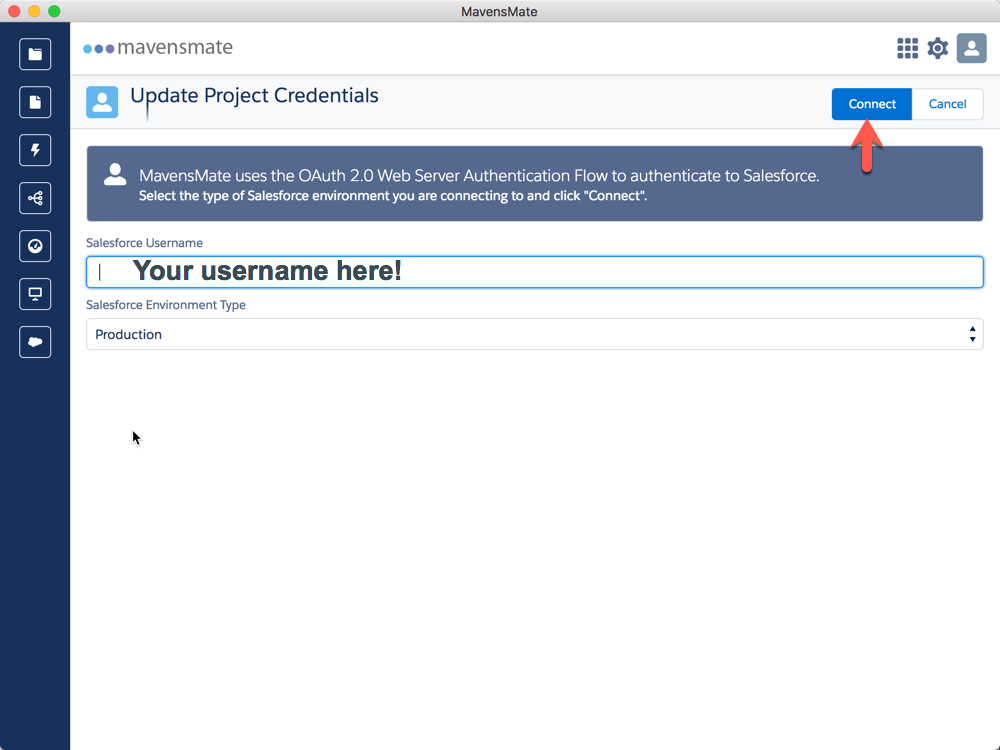 MavensMate
mavensmate
Update Project Credentials
Connect
Cancel
MavensMate uses the OAuth 2.0 Web Server Authentication Flow to authenticate to Salesforce.
Select the type of Salesforce environment you are connecting to and click "Connect".
Salesforce Username
Your username here!
Salesforce Environment Type
Production